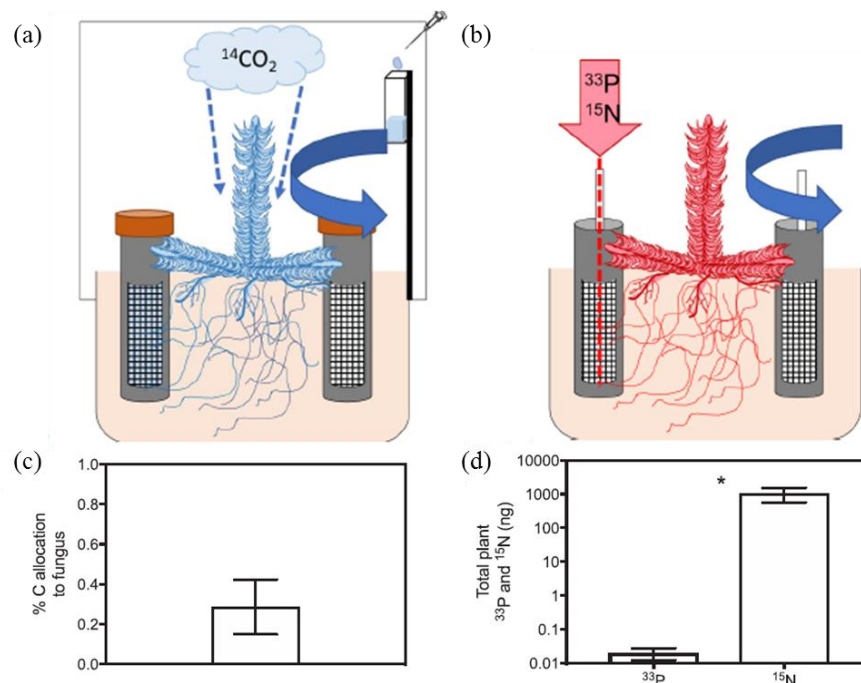 (a)
¹⁴CO₂
(b)
³³P
¹⁵N
(c)
% C allocation
to fungus
1.0
0.8
0.6
0.4
0.2
0.0
(d)
Total plant
³³P and ¹⁵N (ng)
10000
1000
100
10
1
0.1
0.01
*
³³P
¹⁵N